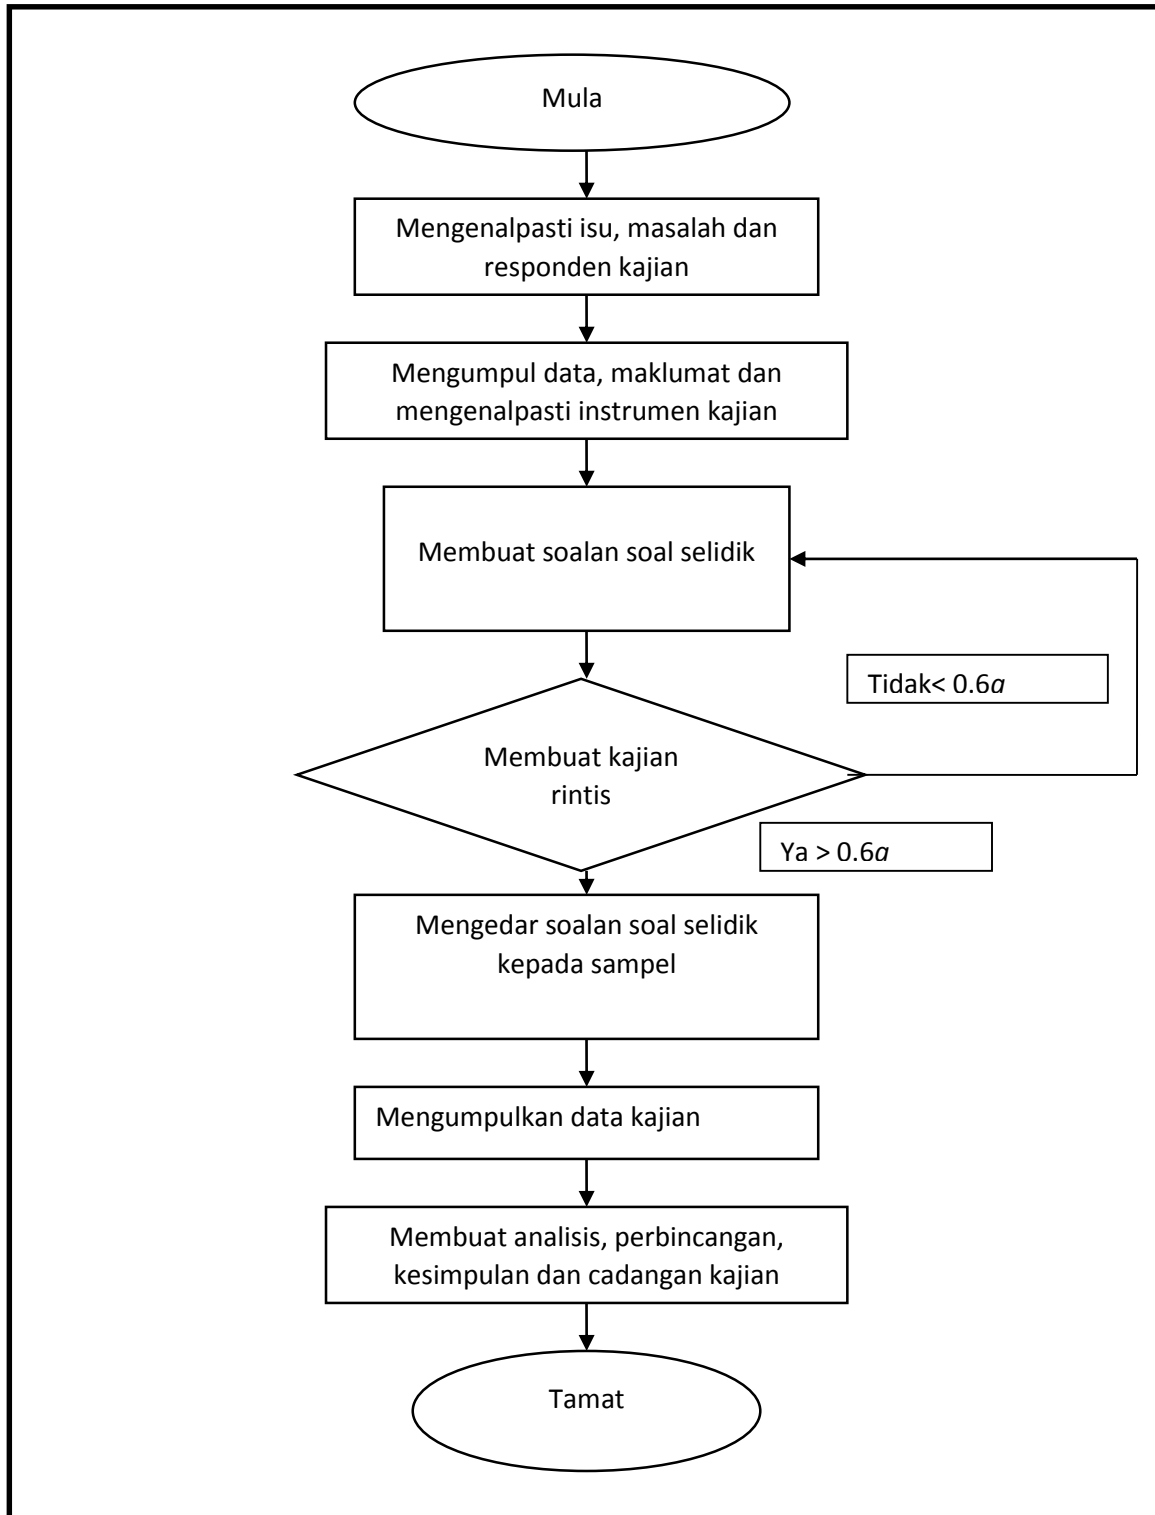 Mula
Mengenalpasti isu, masalah dan
responden kajian
Mengumpul data, maklumat dan
mengenalpasti instrumen kajian
Membuat soalan soal selidik
Tidak< 0.6a
Membuat kajian
rintis
Ya > 0.6a
Mengedar soalan soal selidik
kepada sampel
Mengumpulkan data kajian
Membuat analisis, perbincangan,
kesimpulan dan cadangan kajian
Tamat